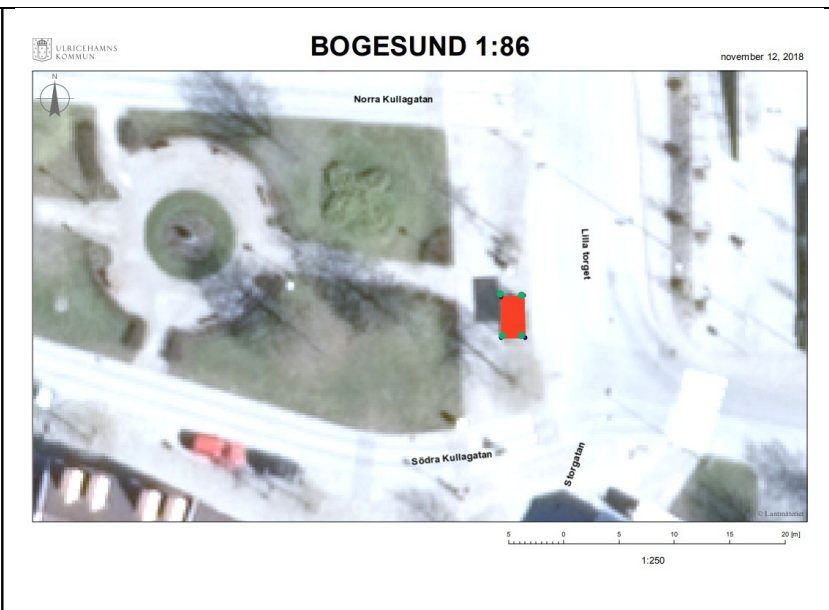 ULRICEHAMNS
KOMMUN
BOGESUND 1:86
november 12, 2018
N
Norra Kullagatan
Lilla torget
Södra Kullagatan
Storgatan
© Lantmäteriet
5 0 5 10 15 20 [m]
1:250